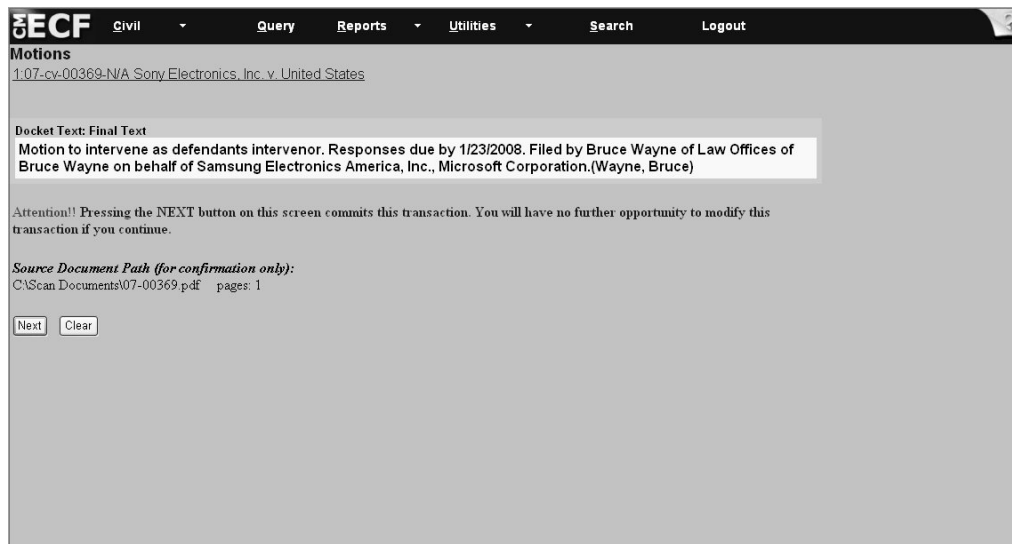 CM ECF Civil Query Reports Utilities Search Logout
Motions
1:07-cv-00369-N/A Sony Electronics, Inc. v. United States
Docket Text: Final Text
Motion to intervene as defendants intervenor. Responses due by 1/23/2008. Filed by Bruce Wayne of Law Offices of
Bruce Wayne on behalf of Samsung Electronics America, Inc., Microsoft Corporation.(Wayne, Bruce)
Attention!! Pressing the NEXT button on this screen commits this transaction. You will have no further opportunity to modify this
transaction if you continue.
Source Document Path (for confirmation only):
C:\Scan Documents\07-00369.pdf pages: 1
Next Clear